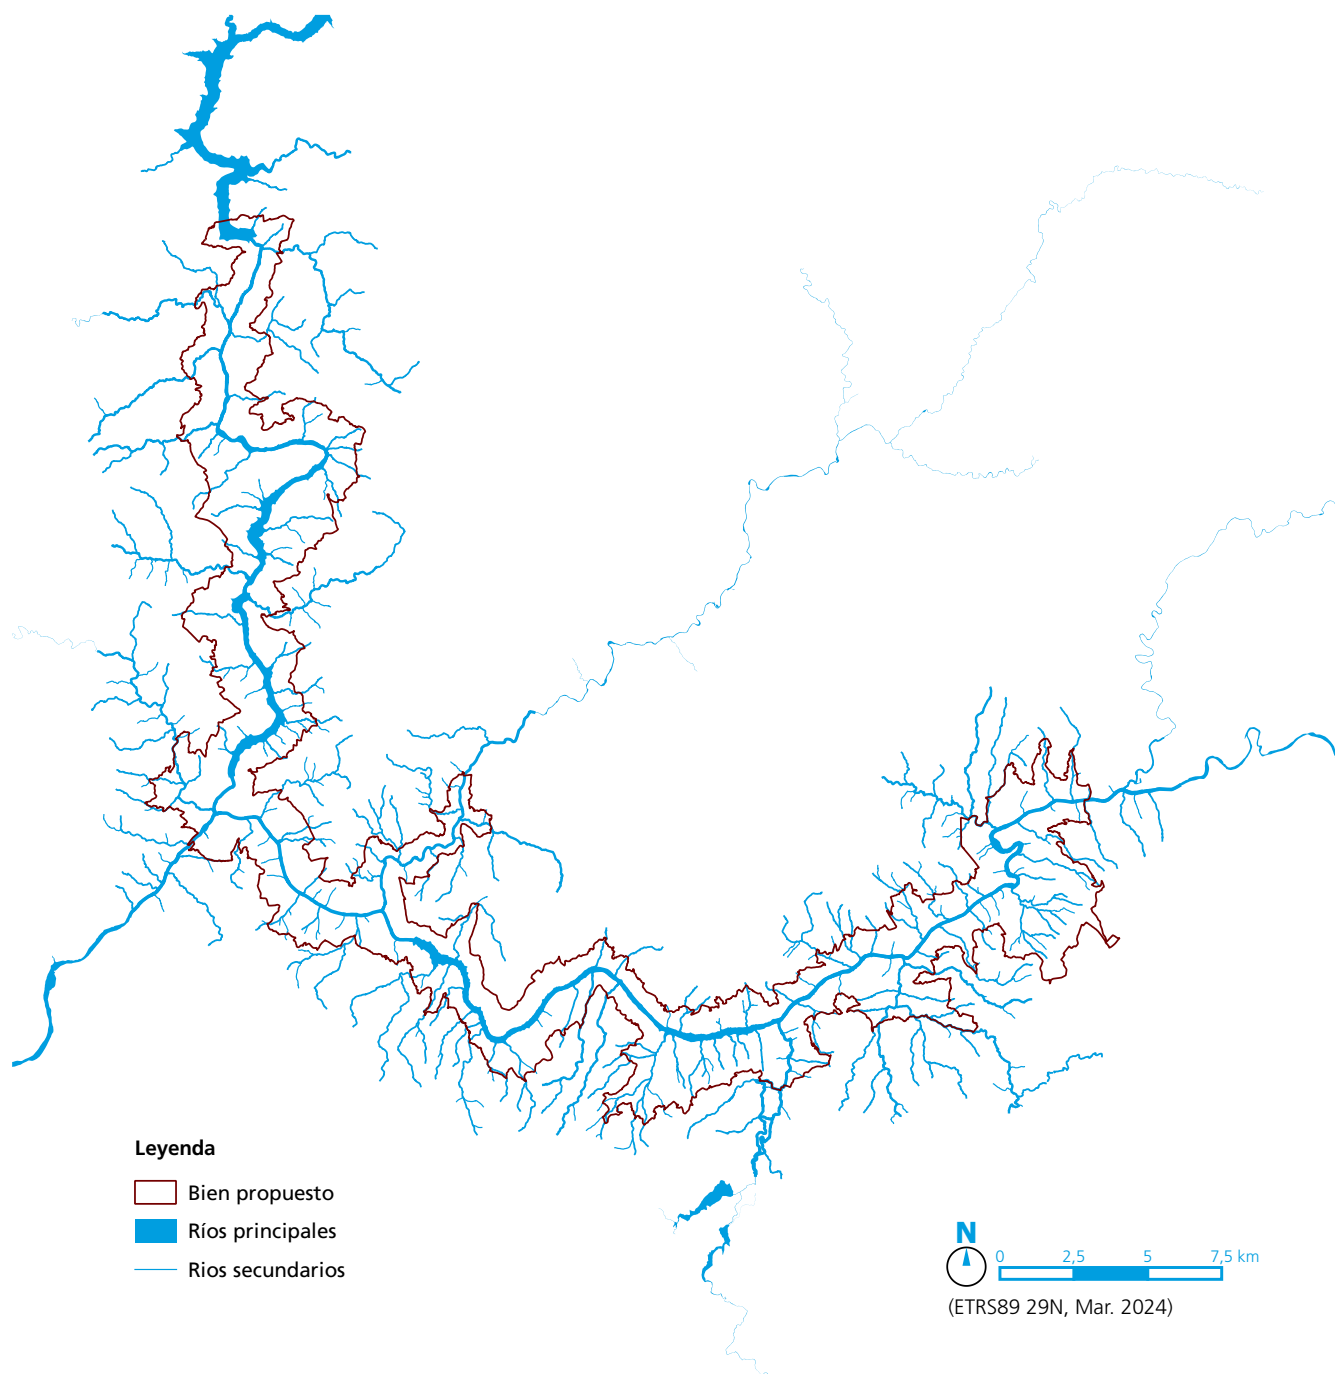 Leyenda
Bien propuesto
Ríos principales
Rios secundarios
N
0 2,5 5 7,5 km
(ETRS89 29N, Mar. 2024)